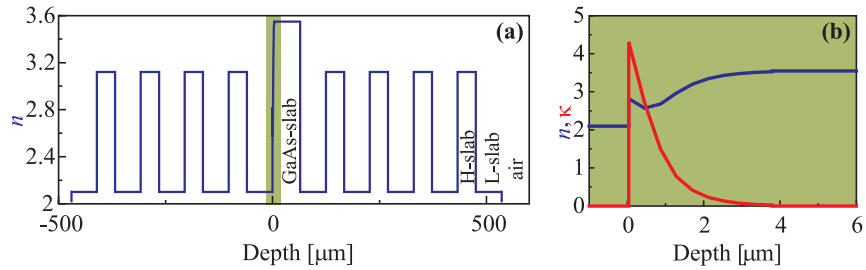 (a)
3.6
3.2
2.8
2.4
2
n
GaAs-slab
H-slab
L-slab
air
-500
0
500
Depth [μm]
(b)
5
4
3
2
1
0
n, κ
0
2
4
6
Depth [μm]